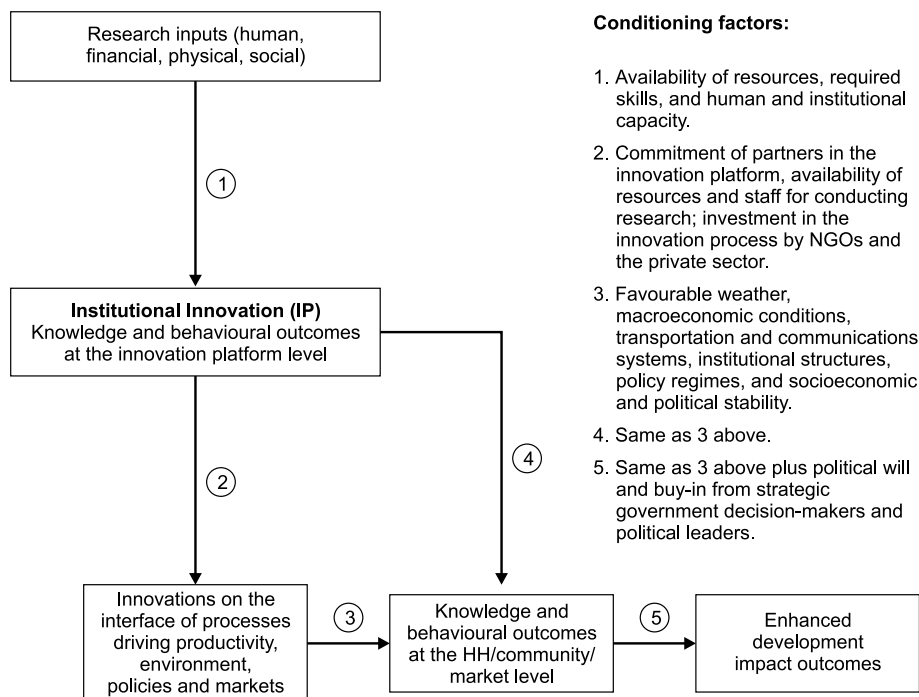 Research inputs (human,
financial, physical, social)
1
Institutional Innovation (IP)
Knowledge and behavioural outcomes
at the innovation platform level
2
4
Innovations on the
interface of processes
driving productivity,
environment,
policies and markets
3
Knowledge and
behavioural outcomes
at the HH/community/
market level
5
Enhanced
development
impact outcomes
Conditioning factors:
1. Availability of resources, required
skills, and human and institutional
capacity.
2. Commitment of partners in the
innovation platform, availability of
resources and staff for conducting
research; investment in the
innovation process by NGOs and
the private sector.
3. Favourable weather,
macroeconomic conditions,
transportation and communications
systems, institutional structures,
policy regimes, and socioeconomic
and political stability.
4. Same as 3 above.
5. Same as 3 above plus political will
and buy-in from strategic
government decision-makers and
political leaders.